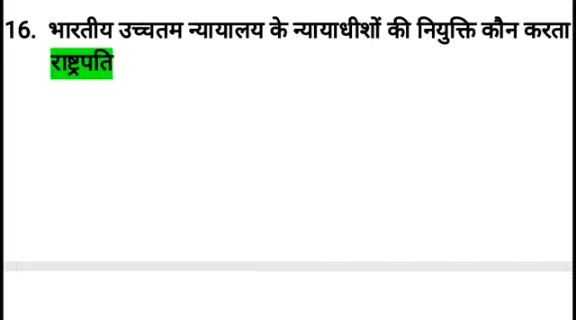 16. भारतीय उच्चतम न्यायालय के न्यायाधीशों की नियुक्ति कौन करता
राष्ट्रपति